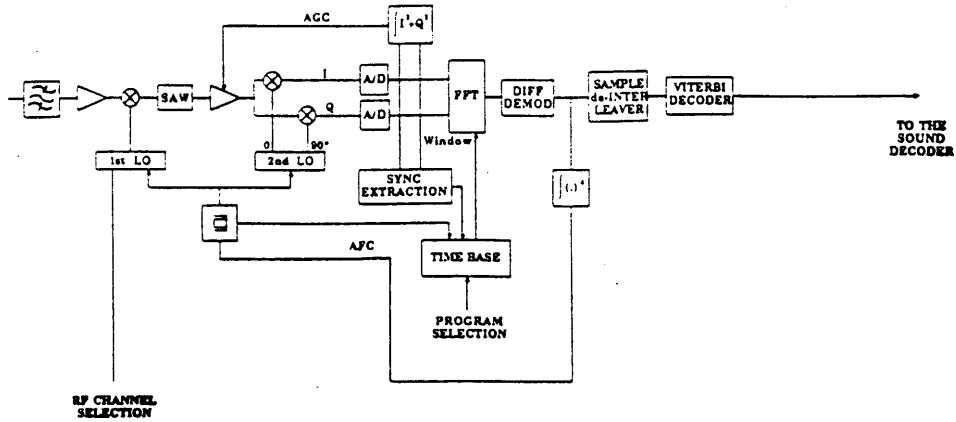 AGC
∫I²+Q²
I
A/D
SAW
Q
A/D
FFT
DIFF
DEMOD
SAMPLE
de-INTER
LEAVER
VITERBI
DECODER
TO THE
SOUND
DECODER
0
90°
Window
1st LO
2nd LO
SYNC
EXTRACTION
∫(.)⁴
AFC
TIME BASE
PROGRAM
SELECTION
RF CHANNEL
SELECTION